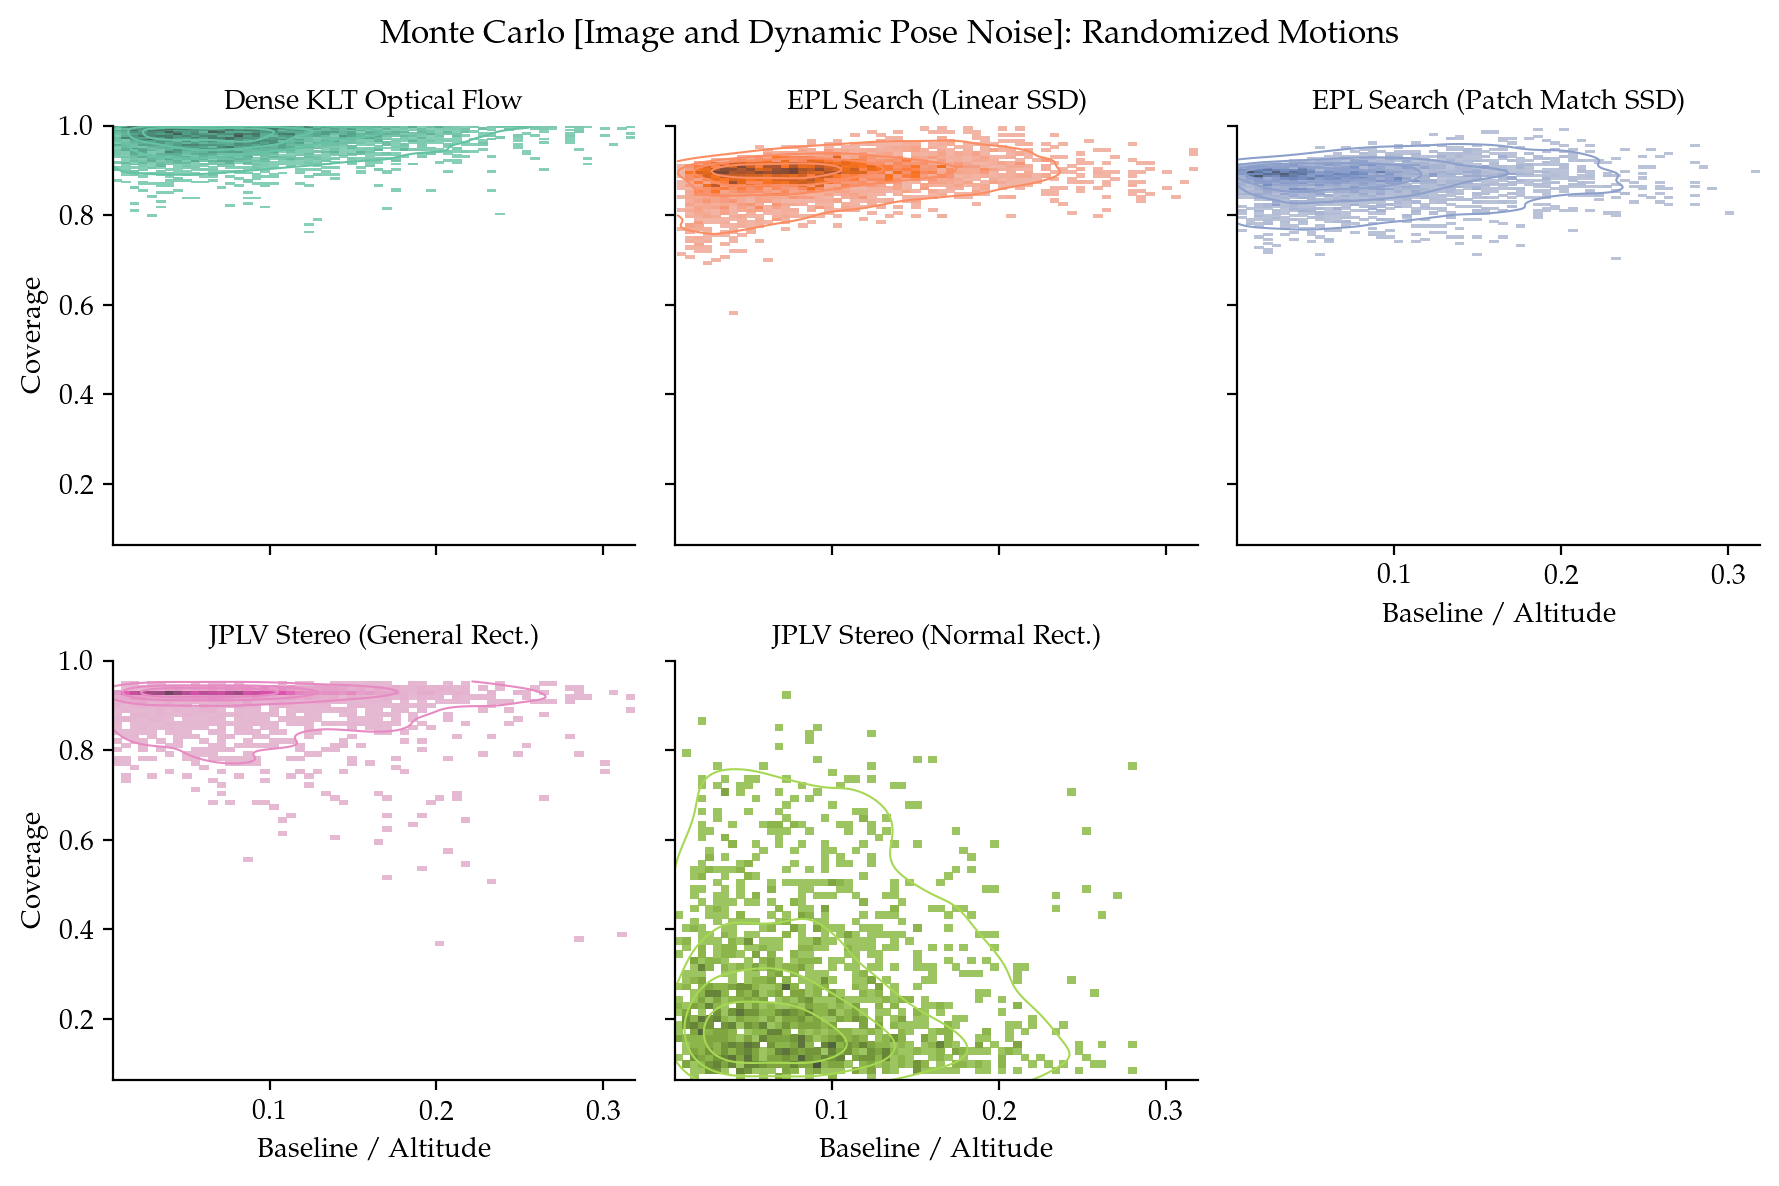 Monte Carlo [Image and Dynamic Pose Noise]: Randomized Motions
Dense KLT Optical Flow
EPL Search (Linear SSD)
EPL Search (Patch Match SSD)
1.0
0.8
0.6
0.4
0.2
Coverage
0.1
0.2
0.3
Baseline / Altitude
JPLV Stereo (General Rect.)
JPLV Stereo (Normal Rect.)
1.0
0.8
0.6
0.4
0.2
Coverage
0.1
0.2
0.3
Baseline / Altitude
0.1
0.2
0.3
Baseline / Altitude